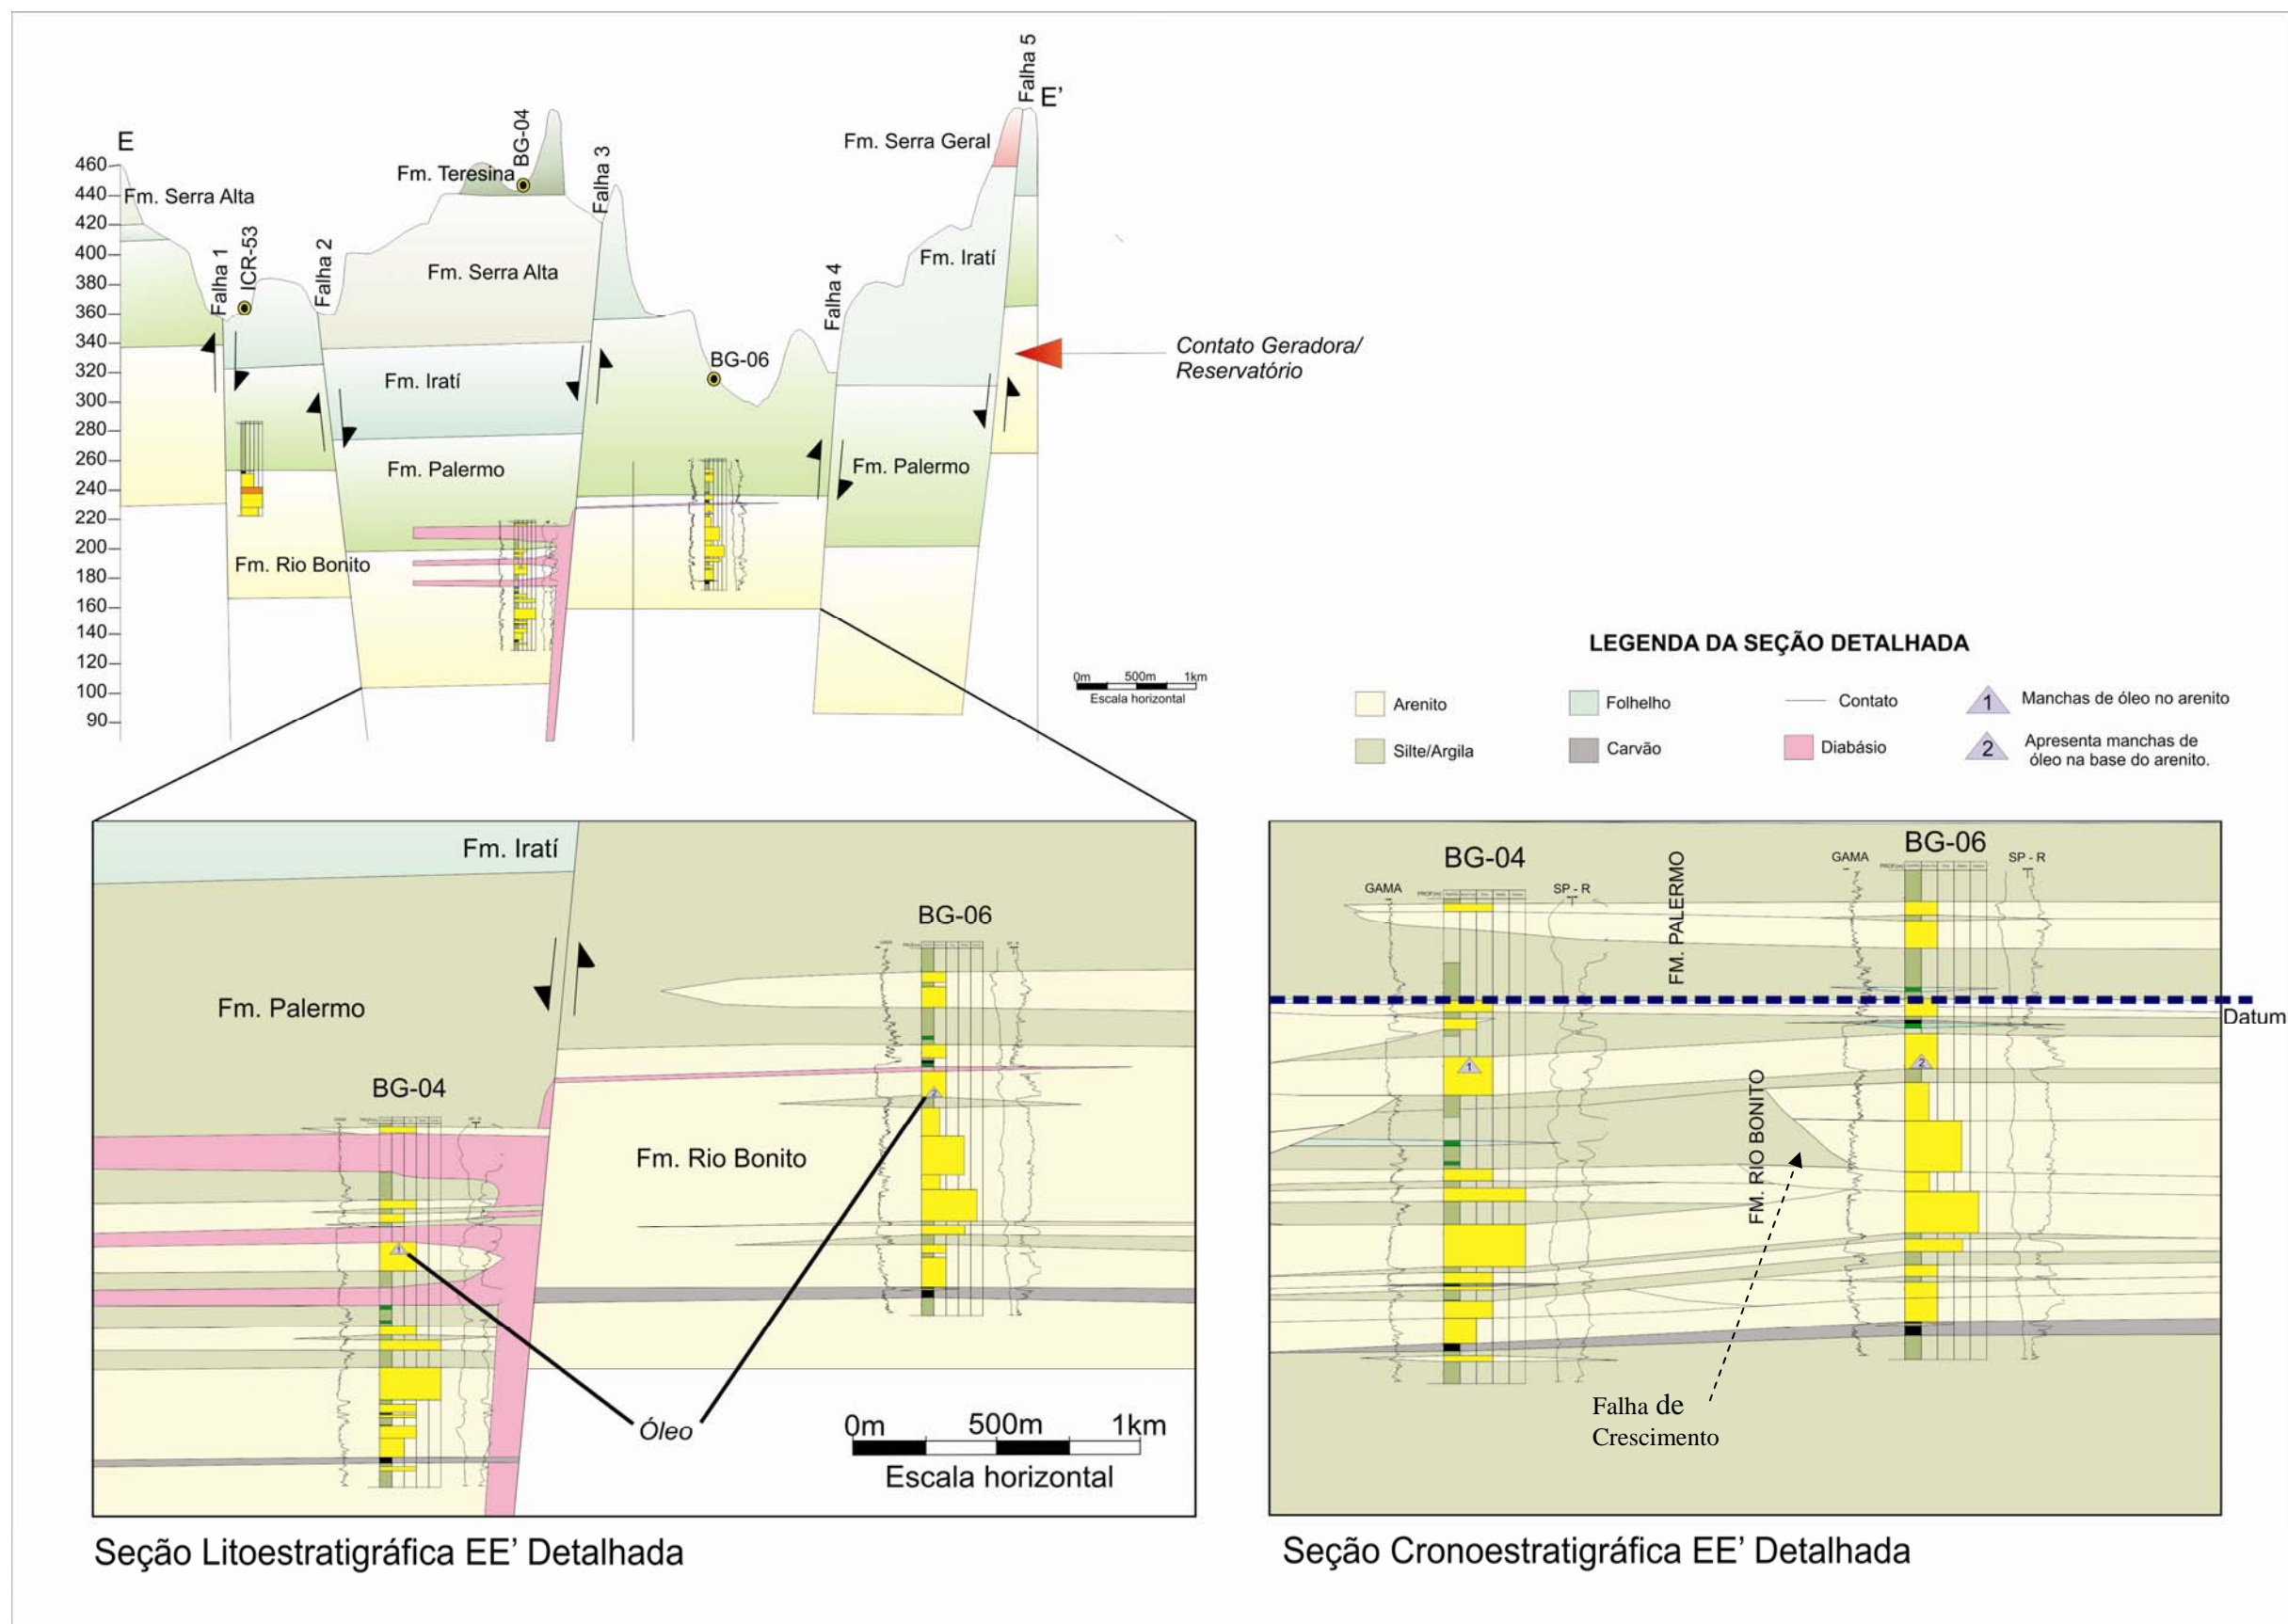 E
E'
Falha 5
Fm. Serra Geral
BG-04
Fm. Teresina
Falha 3
460
440
420
400
380
360
340
320
300
280
260
240
220
200
180
160
140
120
100
90
Fm. Serra Alta
Falha 1
ICR-53
Falha 2
Fm. Serra Alta
Falha 4
Fm. Iratí
BG-06
Contato Geradora/
Reservatório
Fm. Iratí
Fm. Palermo
Fm. Palermo
Fm. Rio Bonito
0m 500m 1km
Escala horizontal
LEGENDA DA SEÇÃO DETALHADA
Arenito
Folhelho
Contato
1
Manchas de óleo no arenito
Silte/Argila
Carvão
Diabásio
2
Apresenta manchas de
óleo na base do arenito.
Fm. Iratí
BG-06
Fm. Palermo
BG-04
Fm. Rio Bonito
1
2
Óleo
0m 500m 1km
Escala horizontal
Seção Litoestratigráfica EE' Detalhada
BG-04
BG-06
GAMA
SP - R
GAMA
SP - R
FM. PALERMO
Datum
1
2
FM. RIO BONITO
Falha de
Crescimento
Seção Cronoestratigráfica EE' Detalhada